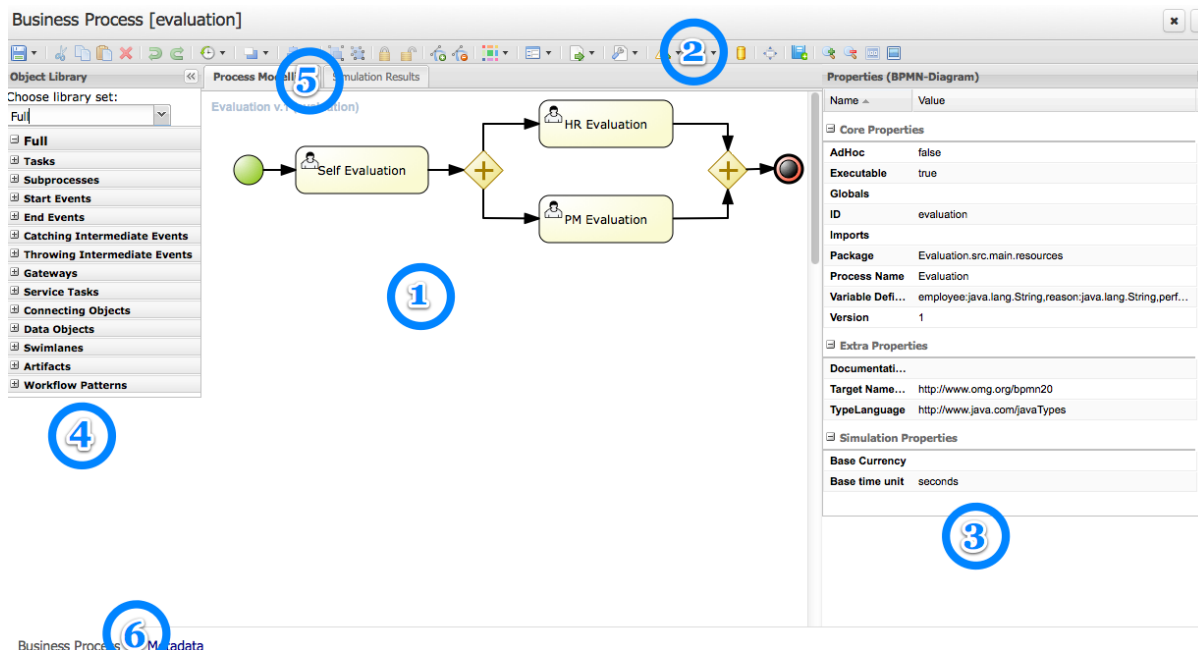 Business Process [evaluation]
2
Object Library
Process Modelli
5
Simulation Results
Properties (BPMN-Diagram)
Choose library set:
Full
Full
Tasks
Subprocesses
Start Events
End Events
Catching Intermediate Events
Throwing Intermediate Events
Gateways
Service Tasks
Connecting Objects
Data Objects
Swimlanes
Artifacts
Workflow Patterns
4
Evaluation v.1 (evaluation)
Self Evaluation
HR Evaluation
PM Evaluation
1
Name Value
Core Properties
AdHoc false
Executable true
Globals
ID evaluation
Imports
Package Evaluation.src.main.resources
Process Name Evaluation
Variable Defi... employee:java.lang.String,reason:java.lang.String,perf...
Version 1
Extra Properties
Documentati...
Target Name... http://www.omg.org/bpmn20
TypeLanguage http://www.java.com/javaTypes
Simulation Properties
Base Currency
Base time unit seconds
3
Business Process
6
Metadata